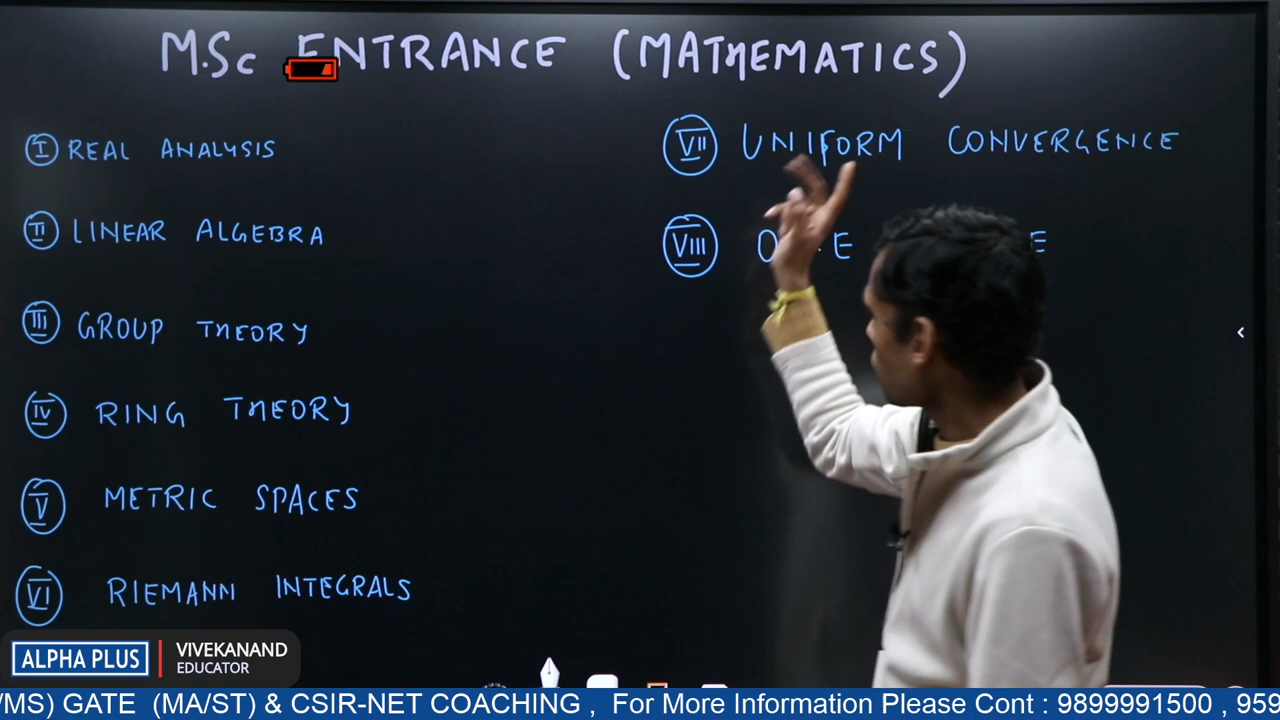 M.Sc ENTRANCE (MATHEMATICS)
I REAL ANALYSIS
II LINEAR ALGEBRA
III GROUP THEORY
IV RING THEORY
V METRIC SPACES
VI RIEMANN INTEGRALS
VII UNIFORM CONVERGENCE
VIII
ALPHA PLUS
VIVEKANAND
EDUCATOR
/MS) GATE (MA/ST) & CSIR-NET COACHING , For More Information Please Cont : 9899991500 , 959